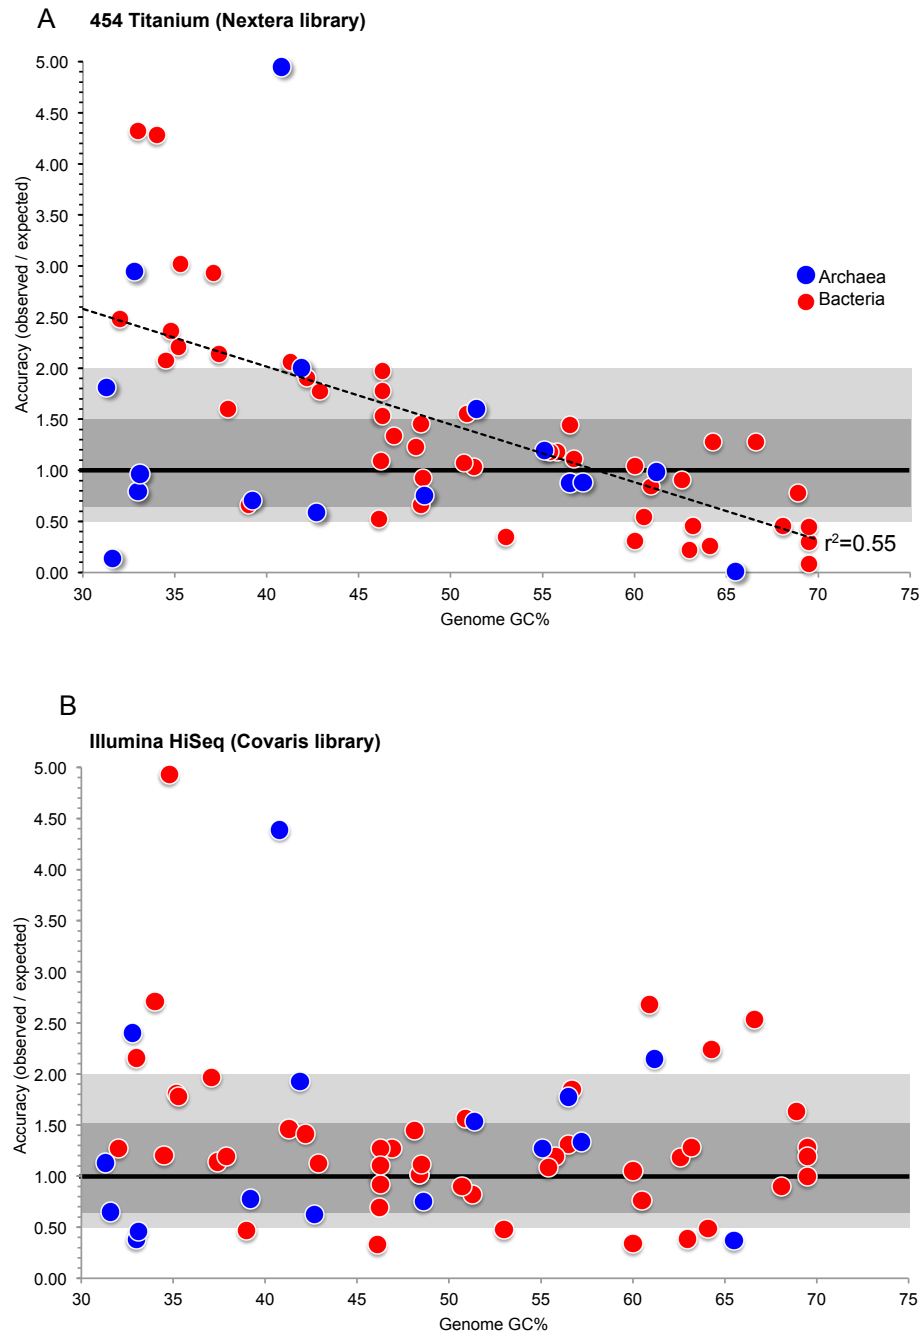 A 454 Titanium (Nextera library)
5.00
4.50
4.00
3.50
3.00
2.50
2.00
1.50
1.00
0.50
0.00
Accuracy (observed / expected)
Archaea
Bacteria
r²=0.55
30 35 40 45 50 55 60 65 70 75
Genome GC%
B
Illumina HiSeq (Covaris library)
5.00
4.50
4.00
3.50
3.00
2.50
2.00
1.50
1.00
0.50
0.00
Accuracy (observed / expected)
30 35 40 45 50 55 60 65 70 75
Genome GC%